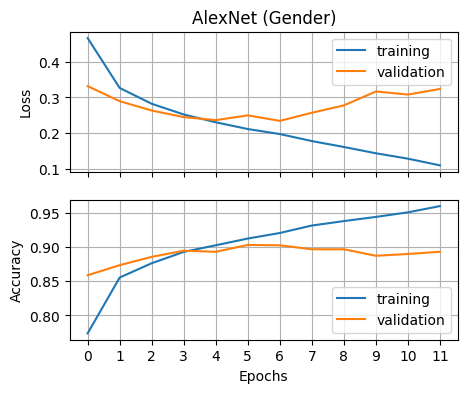 AlexNet (Gender)
0.4
0.3
0.2
0.1
Loss
training
validation
0.95
0.90
0.85
0.80
Accuracy
training
validation
0 1 2 3 4 5 6 7 8 9 10 11
Epochs